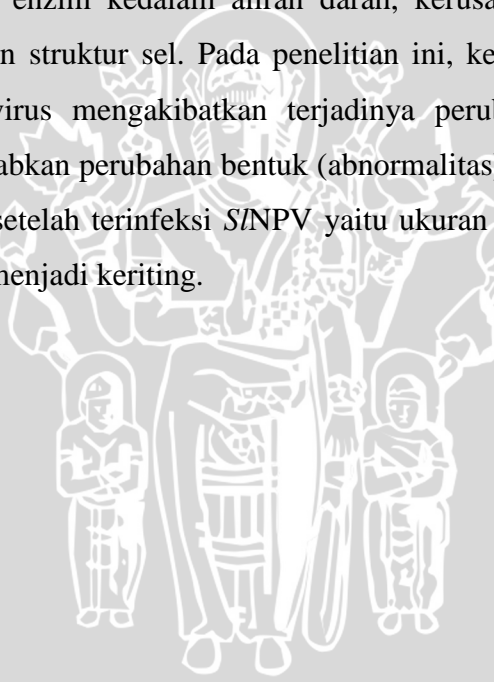 enzim kedalam aliran darah, kerusa
n struktur sel. Pada penelitian ini, ke
virus mengakibatkan terjadinya perub
abkan perubahan bentuk (abnormalitas)
setelah terinfeksi SlNPV yaitu ukuran
menjadi keriting.